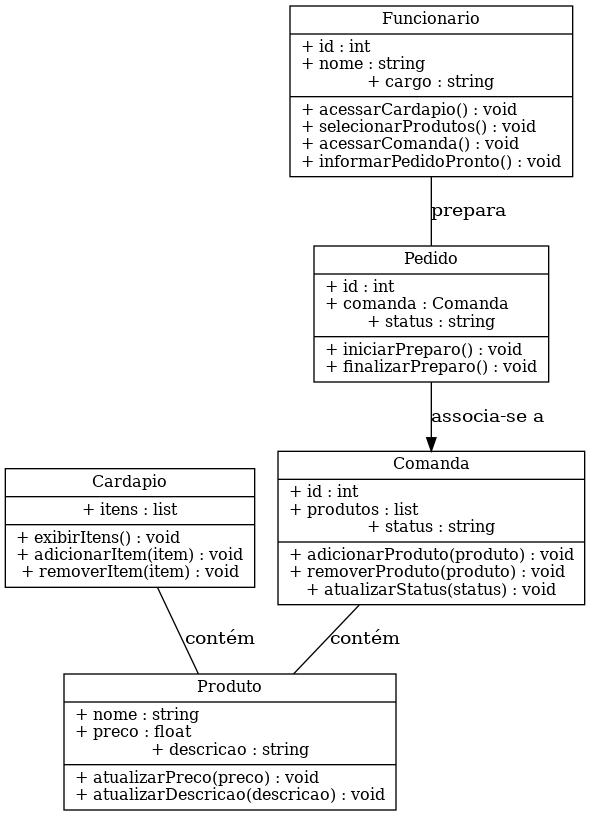 Funcionario
+ id : int
+ nome : string
+ cargo : string
+ acessarCardapio() : void
+ selecionarProdutos() : void
+ acessarComanda() : void
+ informarPedidoPronto() : void
prepara
Pedido
+ id : int
+ comanda : Comanda
+ status : string
+ iniciarPreparo() : void
+ finalizarPreparo() : void
associa-se a
Cardapio
+ itens : list
+ exibirItens() : void
+ adicionarItem(item) : void
+ removerItem(item) : void
Comanda
+ id : int
+ produtos : list
+ status : string
+ adicionarProduto(produto) : void
+ removerProduto(produto) : void
+ atualizarStatus(status) : void
contém
contém
Produto
+ nome : string
+ preco : float
+ descricao : string
+ atualizarPreco(preco) : void
+ atualizarDescricao(descricao) : void